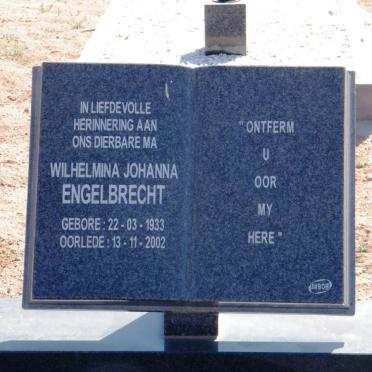 IN LIEFDEVOLLE
HERINNERING AAN
ONS DIERBARE MA
WILHELMINA JOHANNA
ENGELBRECHT
GEBORE : 22 - 03 - 1933
OORLEDE : 13 - 11 - 2002
" ONTFERM
U
OOR
MY
HERE "